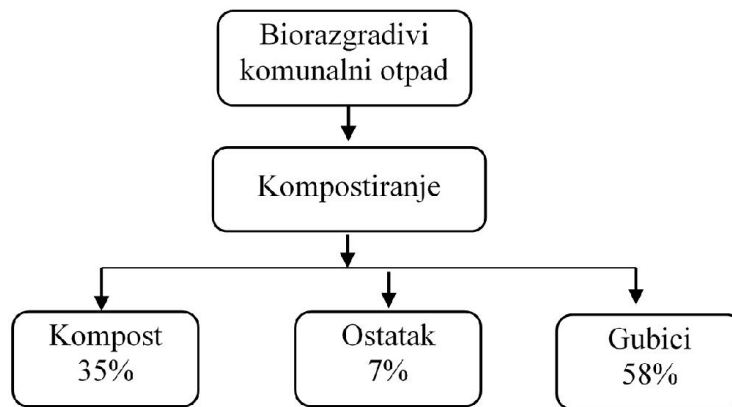 Biorazgradivi
komunalni otpad
Kompostiranje
Kompost
35%
Ostatak
7%
Gubici
58%